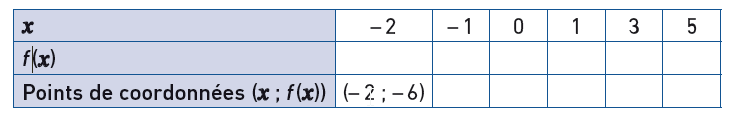 x −2 −1 0 1 3 5
f(x)
Points de coordonnées (x ; f(x)) (−2 ; −6)